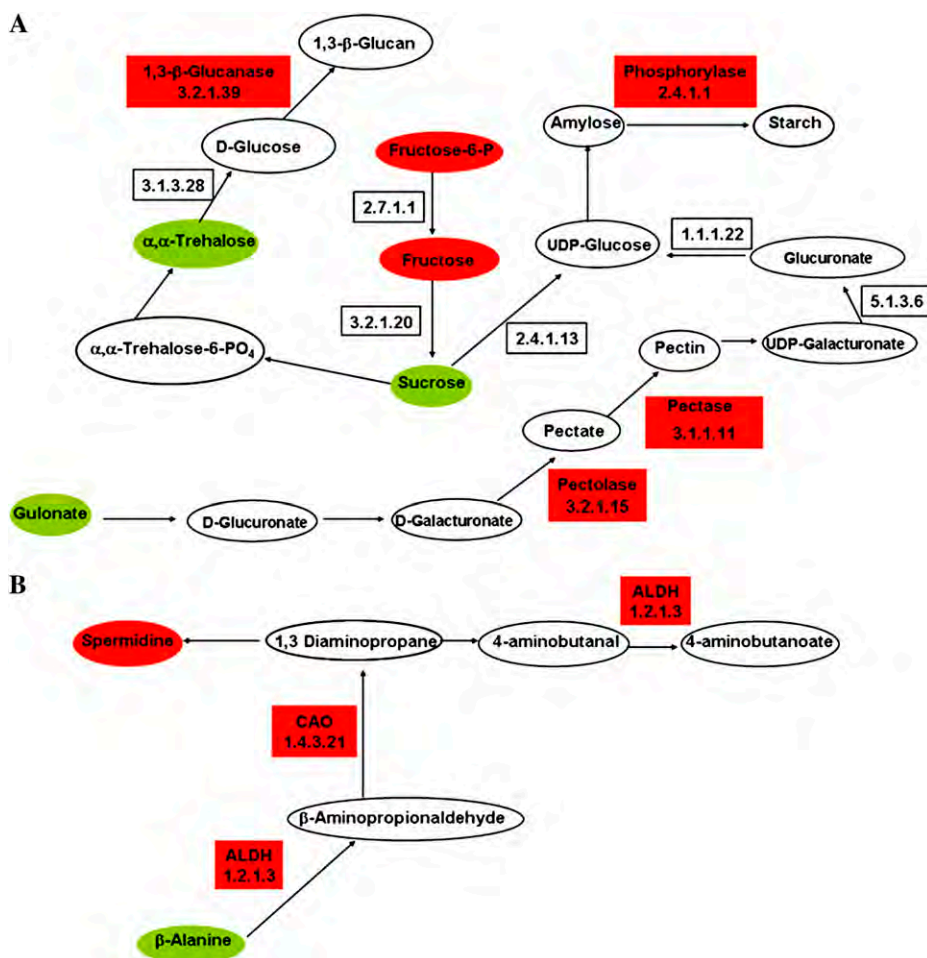 A
1,3-β-Glucan
1,3-β-Glucanase
3.2.1.39
Phosphorylase
2.4.1.1
Amylose
Starch
D-Glucose
Fructose-6-P
3.1.3.28
2.7.1.1
α,α-Trehalose
UDP-Glucose
1.1.1.22
Glucuronate
Fructose
5.1.3.6
3.2.1.20
2.4.1.13
α,α-Trehalose-6-PO4
Pectin
UDP-Galacturonate
Sucrose
Pectase
3.1.1.11
Pectate
Pectolase
3.2.1.15
Gulonate
D-Glucuronate
D-Galacturonate
B
ALDH
1.2.1.3
Spermidine
1,3 Diaminopropane
4-aminobutanal
4-aminobutanoate
CAO
1.4.3.21
β-Aminopropionaldehyde
ALDH
1.2.1.3
β-Alanine